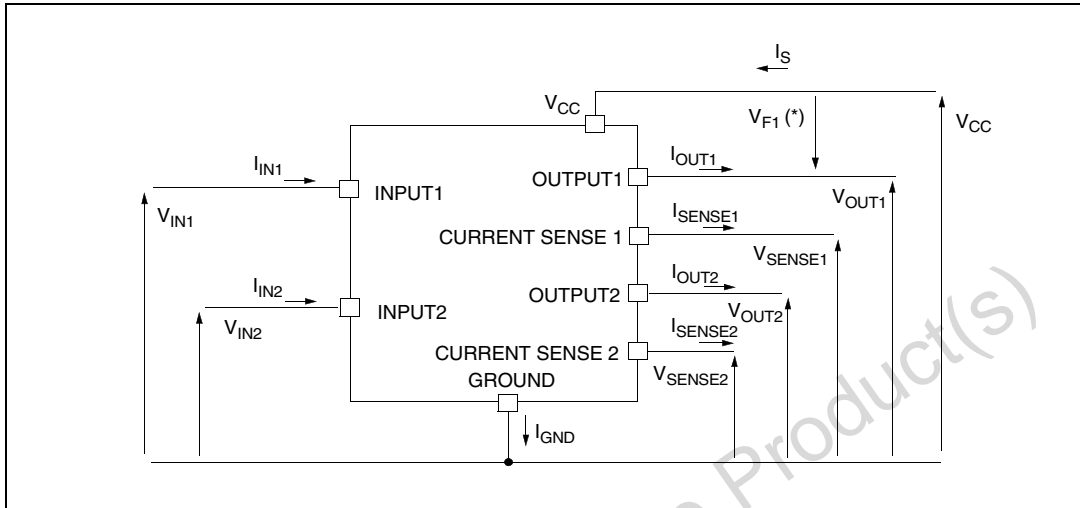 I_S
V_CC
V_F1 (*)
V_CC
I_IN1
I_OUT1
INPUT1
OUTPUT1
V_IN1
V_OUT1
I_SENSE1
CURRENT SENSE 1
V_SENSE1
I_IN2
I_OUT2
INPUT2
OUTPUT2
V_OUT2
V_IN2
I_SENSE2
CURRENT SENSE 2
V_SENSE2
GROUND
I_GND
Product(s)